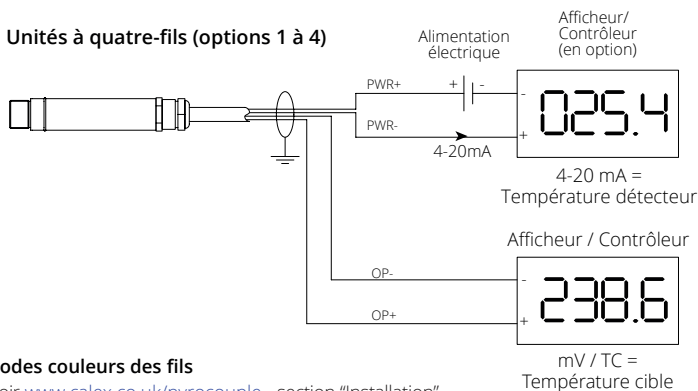 Unités à quatre-fils (options 1 à 4)
Alimentation
électrique
Afficheur/
Contrôleur
(en option)
PWR+
+
-
-
025.4
PWR-
+
4-20mA
4-20 mA =
Température détecteur
Afficheur / Contrôleur
OP-
-
238.6
OP+
+
mV / TC =
Température cible
odes couleurs des fils
oir www.calex.co.uk/pyrocouple - section "Installation"